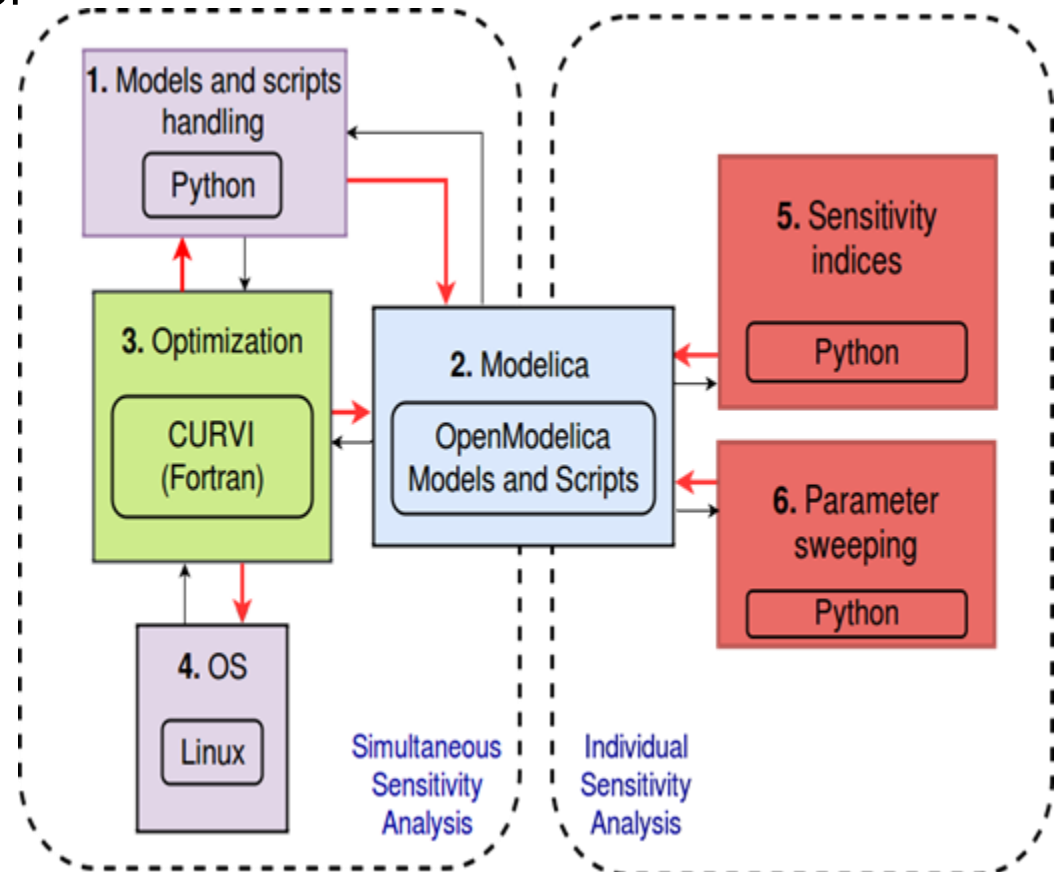 1. Models and scripts
handling
Python
3. Optimization
CURVI
(Fortran)
4. OS
Linux
2. Modelica
OpenModelica
Models and Scripts
5. Sensitivity
indices
Python
6. Parameter
sweeping
Python
Simultaneous
Sensitivity
Analysis
Individual
Sensitivity
Analysis